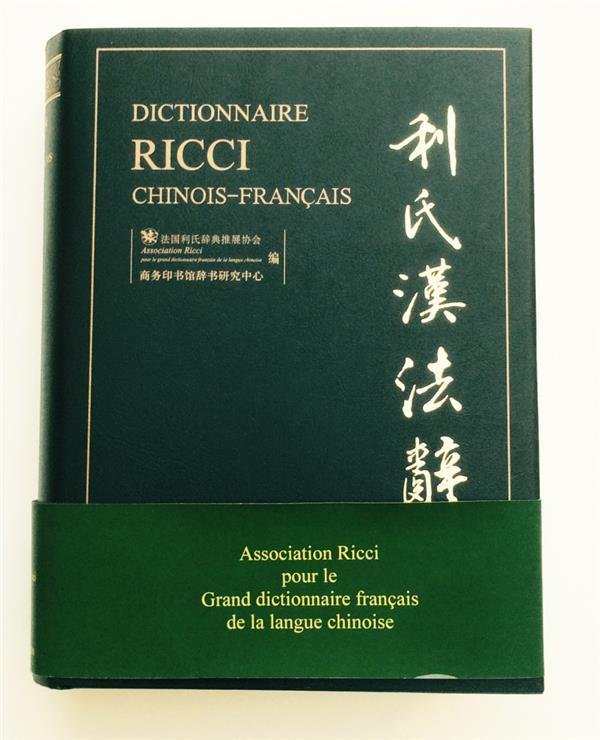 DICTIONNAIRE
RICCI
CHINOIS–FRANÇAIS
法国利氏辞典推展协会
Association Ricci
pour le grand dictionnaire français de la langue chinoise
编
商务印书馆辞书研究中心
利氏漢法辭
Association Ricci
pour le
Grand dictionnaire français
de la langue chinoise